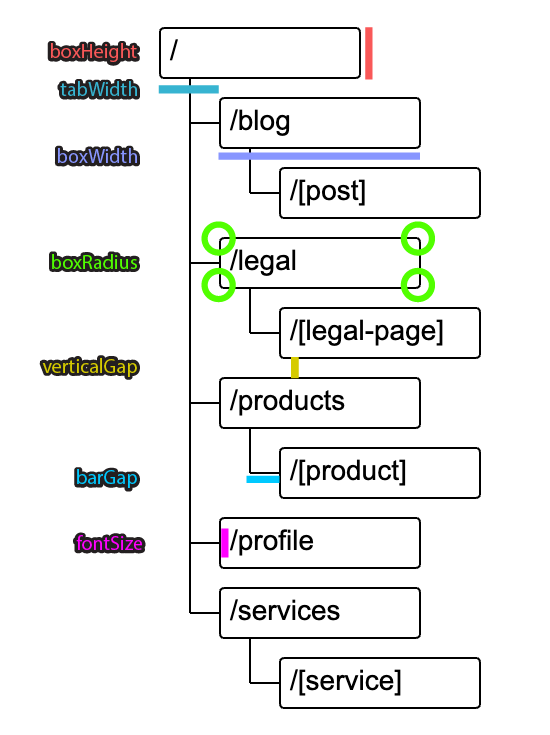 boxHeight
/
tabWidth
/blog
boxWidth
/[post]
boxRadius
/legal
/[legal-page]
verticalGap
/products
barGap
/[product]
fontSize
/profile
/services
/[service]